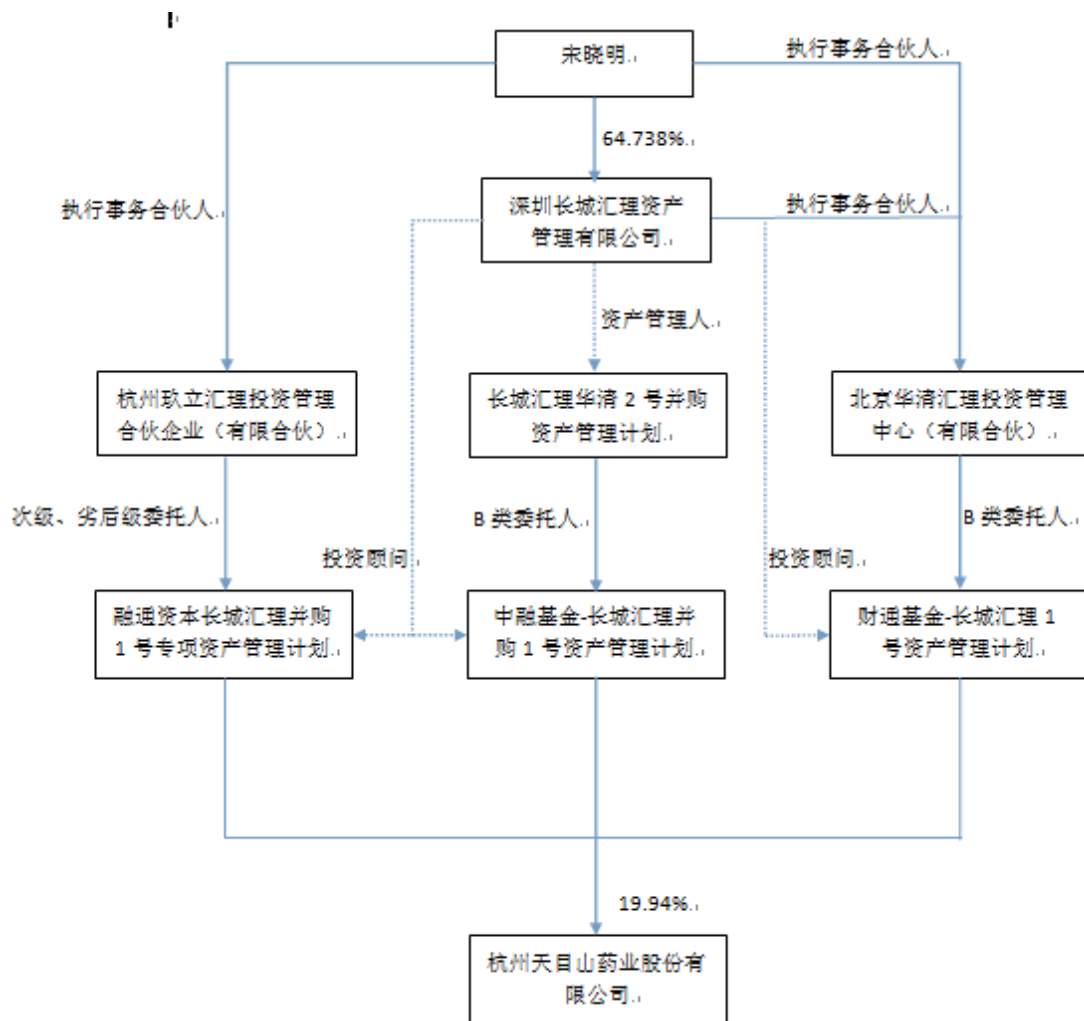 宋晓明
执行事务合伙人
64.738%
执行事务合伙人
深圳长城汇理资产
管理有限公司
执行事务合伙人
资产管理人
杭州玖立汇理投资管理
合伙企业（有限合伙）
长城汇理华清 2 号并购
资产管理计划
北京华清汇理投资管理
中心（有限合伙）
次级、劣后级委托人
B 类委托人
B 类委托人
投资顾问
投资顾问
融通资本长城汇理并购
1 号专项资产管理计划
中融基金-长城汇理并
购 1 号资产管理计划
财通基金-长城汇理 1
号资产管理计划
19.94%
杭州天目山药业股份有
限公司